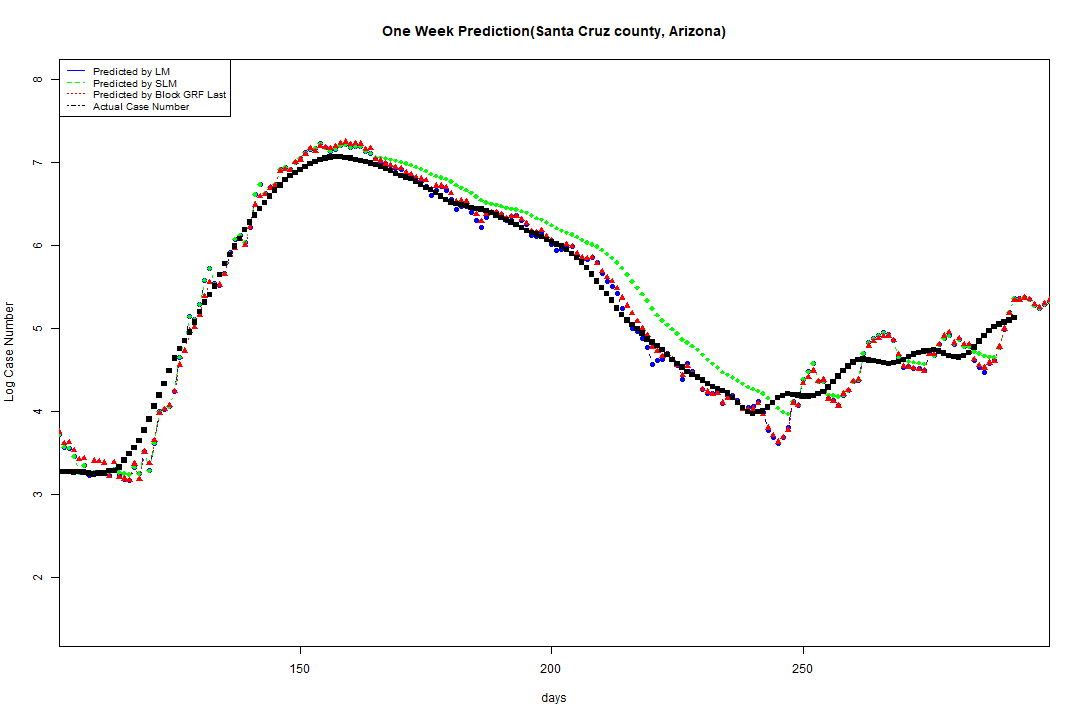 One Week Prediction(Santa Cruz county, Arizona)
Predicted by LM
Predicted by SLM
Predicted by Block GRF Last
Actual Case Number
8
7
6
5
4
3
2
Log Case Number
150
200
250
days